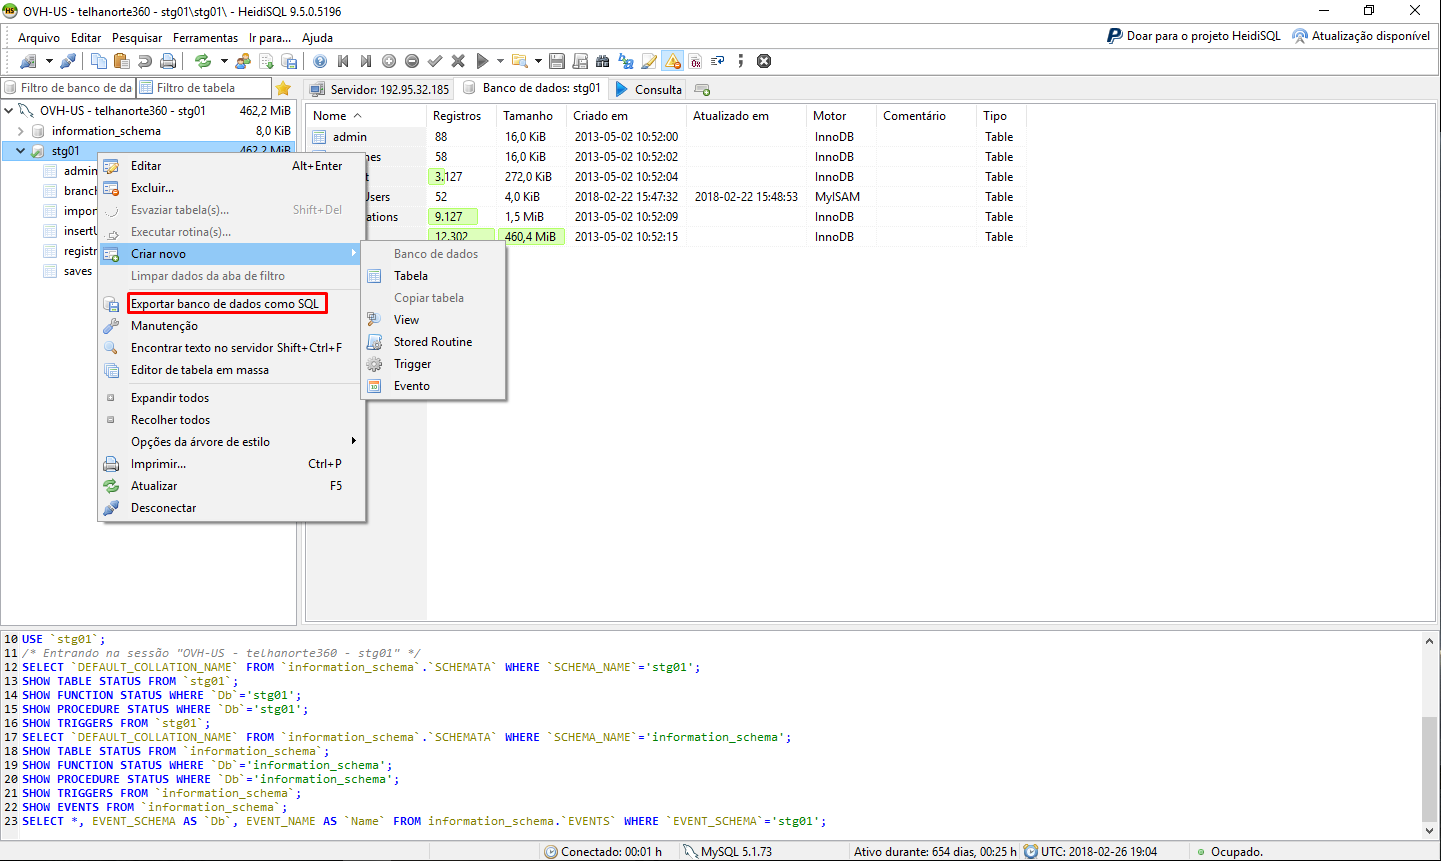 OVH-US - telhanorte360 - stg01\stg01\ - HeidiSQL 9.5.0.5196
Arquivo Editar Pesquisar Ferramentas Ir para... Ajuda
Doar para o projeto HeidiSQL Atualização disponível
Filtro de banco de da Filtro de tabela
Servidor: 192.95.32.185 Banco de dados: stg01 Consulta
OVH-US - telhanorte360 - stg01 462,2 MiB
information_schema 8,0 KiB
stg01 462,2 MiB
admin
branch
impor
insertU
registr
saves
Nome Registros Tamanho Criado em Atualizado em Motor Comentário Tipo
admin 88 16,0 KiB 2013-05-02 10:52:00 InnoDB Table
nes 58 16,0 KiB 2013-05-02 10:52:02 InnoDB Table
t 3.127 272,0 KiB 2013-05-02 10:52:04 InnoDB Table
Users 52 4,0 KiB 2018-02-22 15:47:32 2018-02-22 15:48:53 MyISAM Table
ations 9.127 1,5 MiB 2013-05-02 10:52:09 InnoDB Table
12.302 460,4 MiB 2013-05-02 10:52:15 InnoDB Table
Editar Alt+Enter
Excluir...
Esvaziar tabela(s)... Shift+Del
Executar rotina(s)...
Criar novo
Limpar dados da aba de filtro
Exportar banco de dados como SQL
Manutenção
Encontrar texto no servidor Shift+Ctrl+F
Editor de tabela em massa
Expandir todos
Recolher todos
Opções da árvore de estilo
Imprimir... Ctrl+P
Atualizar F5
Desconectar
Banco de dados
Tabela
Copiar tabela
View
Stored Routine
Trigger
Evento
10 USE `stg01`;
11 /* Entrando na sessão "OVH-US - telhanorte360 - stg01" */
12 SELECT `DEFAULT_COLLATION_NAME` FROM `information_schema`.`SCHEMATA` WHERE `SCHEMA_NAME`='stg01';
13 SHOW TABLE STATUS FROM `stg01`;
14 SHOW FUNCTION STATUS WHERE `Db`='stg01';
15 SHOW PROCEDURE STATUS WHERE `Db`='stg01';
16 SHOW TRIGGERS FROM `stg01`;
17 SELECT `DEFAULT_COLLATION_NAME` FROM `information_schema`.`SCHEMATA` WHERE `SCHEMA_NAME`='information_schema';
18 SHOW TABLE STATUS FROM `information_schema`;
19 SHOW FUNCTION STATUS WHERE `Db`='information_schema';
20 SHOW PROCEDURE STATUS WHERE `Db`='information_schema';
21 SHOW TRIGGERS FROM `information_schema`;
22 SHOW EVENTS FROM `information_schema`;
23 SELECT *, EVENT_SCHEMA AS `Db`, EVENT_NAME AS `Name` FROM information_schema.`EVENTS` WHERE `EVENT_SCHEMA`='stg01';
Conectado: 00:01 h MySQL 5.1.73 Ativo durante: 654 dias, 00:25 h UTC: 2018-02-26 19:04 Ocupado.